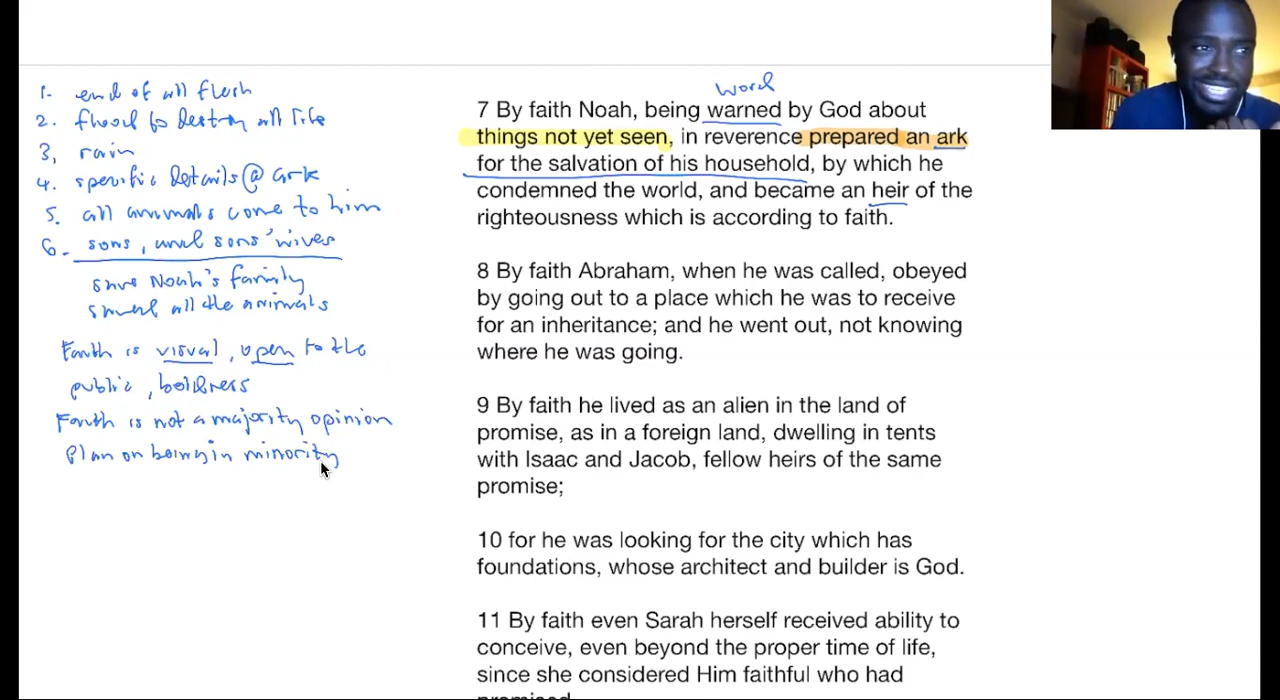 1. end of all flesh
2. flood to destroy all life
3, rain
4. specific details @ ark
5. all animals come to him
6. sons, and sons' wives
save Noah's family
saved all the animals
Faith is visual, open to the
public, boldness
Faith is not a majority opinion
Plan on being in minority
word
7 By faith Noah, being warned by God about
things not yet seen, in reverence prepared an ark
for the salvation of his household, by which he
condemned the world, and became an heir of the
righteousness which is according to faith.
8 By faith Abraham, when he was called, obeyed
by going out to a place which he was to receive
for an inheritance; and he went out, not knowing
where he was going.
9 By faith he lived as an alien in the land of
promise, as in a foreign land, dwelling in tents
with Isaac and Jacob, fellow heirs of the same
promise;
10 for he was looking for the city which has
foundations, whose architect and builder is God.
11 By faith even Sarah herself received ability to
conceive, even beyond the proper time of life,
since she considered Him faithful who had
promised